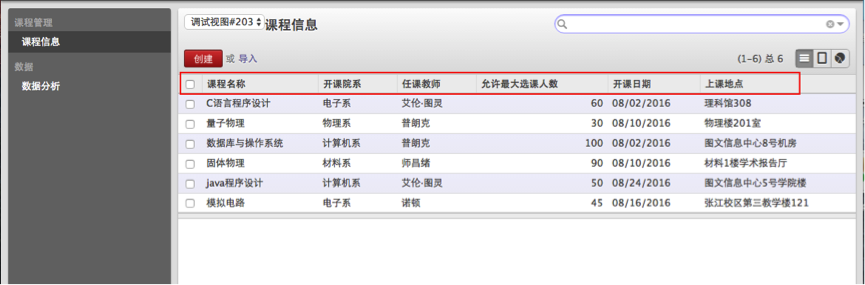 课程管理
课程信息
数据
数据分析
调试视图#203 课程信息
创建 或 导入
(1-6) 总 6
课程名称 开课院系 任课教师 允许最大选课人数 开课日期 上课地点
C语言程序设计 电子系 艾伦-图灵 60 08/02/2016 理科馆308
量子物理 物理系 普朗克 30 08/10/2016 物理楼201室
数据库与操作系统 计算机系 普朗克 100 08/02/2016 图文信息中心8号机房
固体物理 材料系 师昌绪 90 08/10/2016 材料1楼学术报告厅
java程序设计 计算机系 艾伦-图灵 50 08/24/2016 图文信息中心5号学院楼
模拟电路 电子系 诺顿 45 08/16/2016 张江校区第三教学楼121